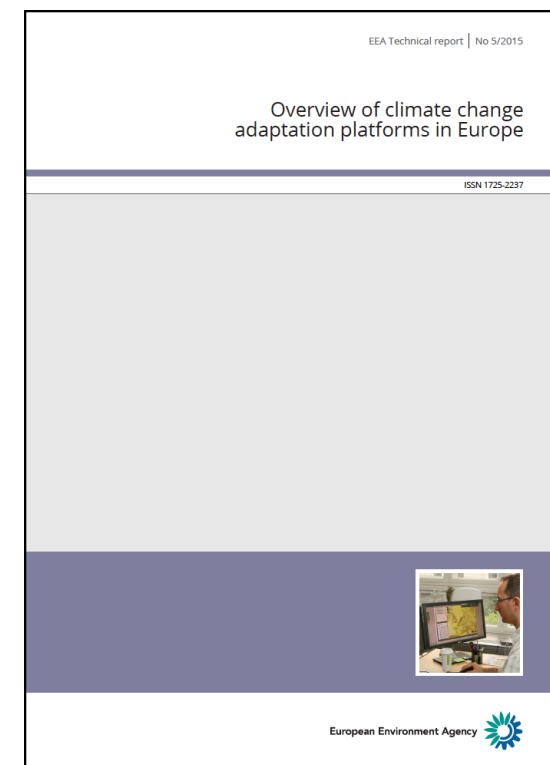 EEA Technical report | No 5/2015
Overview of climate change
adaptation platforms in Europe
ISSN 1725-2237
European Environment Agency